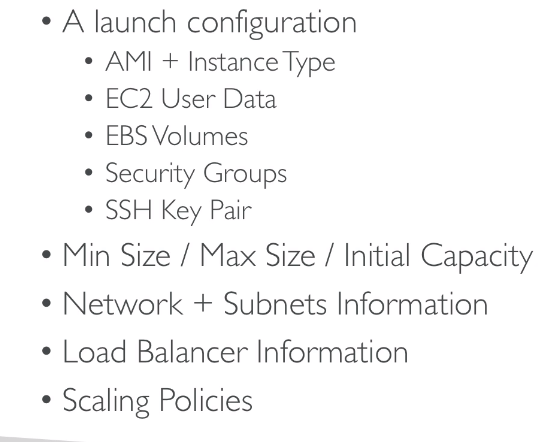 • A launch configuration
• AMI + Instance Type
• EC2 User Data
• EBS Volumes
• Security Groups
• SSH Key Pair
• Min Size / Max Size / Initial Capacity
• Network + Subnets Information
• Load Balancer Information
• Scaling Policies